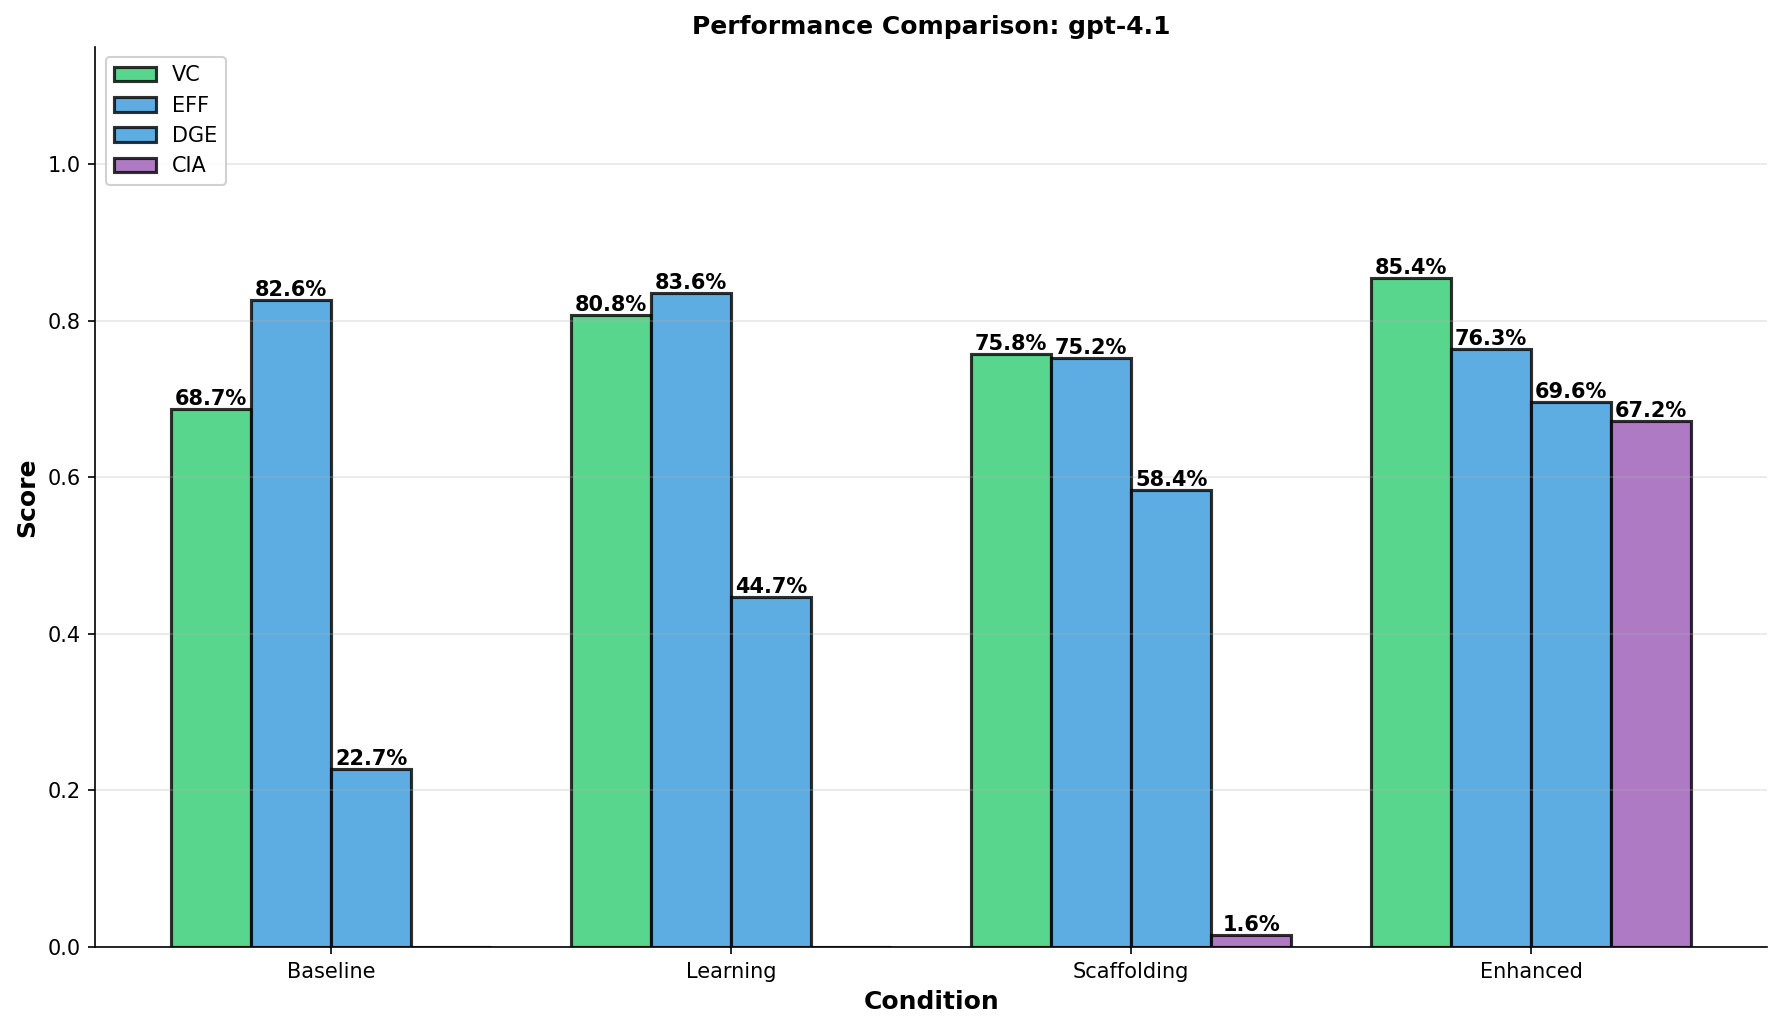 Performance Comparison: gpt-4.1
VC
EFF
DGE
CIA
Score
1.0
0.8
0.6
0.4
0.2
0.0
68.7%
82.6%
22.7%
80.8%
83.6%
44.7%
75.8%
75.2%
58.4%
1.6%
85.4%
76.3%
69.6%
67.2%
Baseline
Learning
Scaffolding
Enhanced
Condition